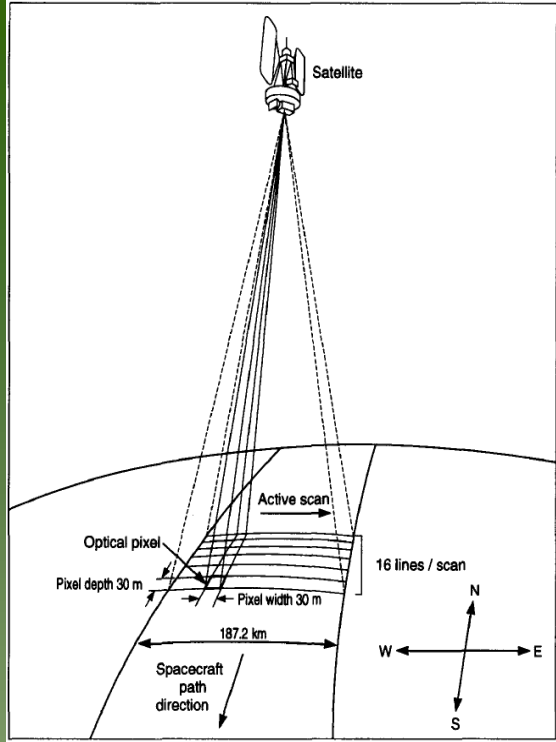 Satellite
Active scan
Optical pixel
16 lines / scan
Pixel depth 30 m
Pixel width 30 m
187.2 km
N
W
E
Spacecraft
path
direction
S